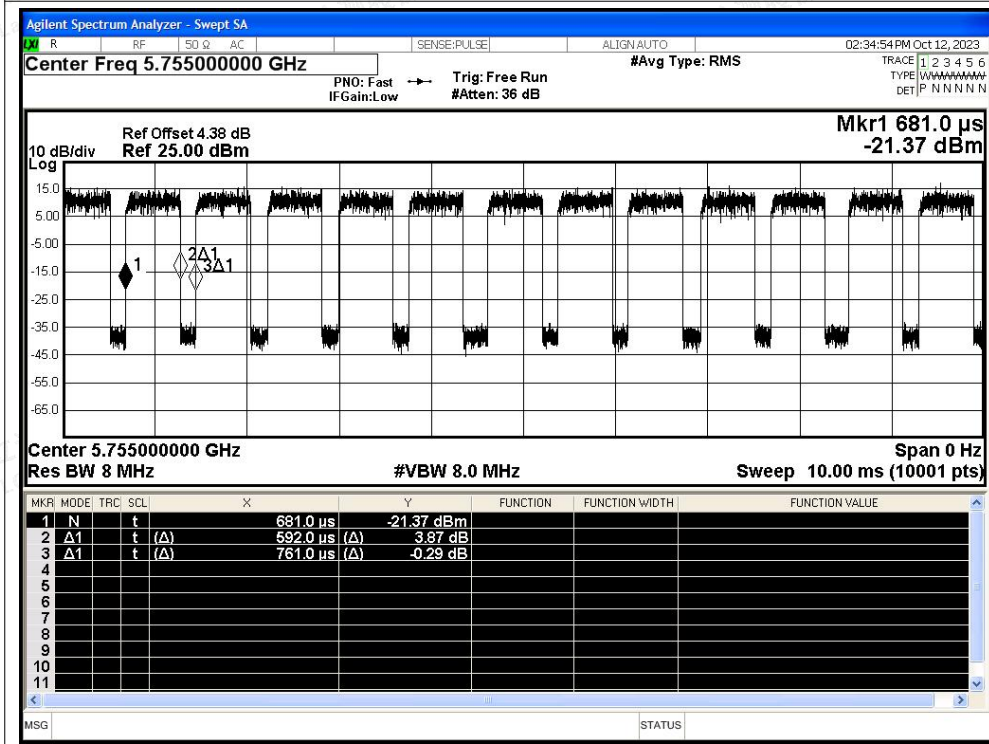 Agilent Spectrum Analyzer - Swept SA
LXI R RF 50 Ω AC SENSE:PULSE ALIGN AUTO 02:34:54 PM Oct 12, 2023
Center Freq 5.755000000 GHz #Avg Type: RMS TRACE 1 2 3 4 5 6
PNO: Fast Trig: Free Run TYPE WWWWWW
IFGain:Low #Atten: 36 dB DET P N N N N N
Mkr1 681.0 µs
Ref Offset 4.38 dB
10 dB/div Ref 25.00 dBm -21.37 dBm
Log
15.0
5.00
-5.00
2Δ1
1 3Δ1
-15.0
-25.0
-35.0
-45.0
-55.0
-65.0
Center 5.755000000 GHz Span 0 Hz
Res BW 8 MHz #VBW 8.0 MHz Sweep 10.00 ms (10001 pts)
MKR MODE TRC SCL X Y FUNCTION FUNCTION WIDTH FUNCTION VALUE
1 N t 681.0 µs -21.37 dBm
2 Δ1 t (Δ) 592.0 µs (Δ) 3.87 dB
3 Δ1 t (Δ) 761.0 µs (Δ) -0.29 dB
4
5
6
7
8
9
10
11
MSG STATUS